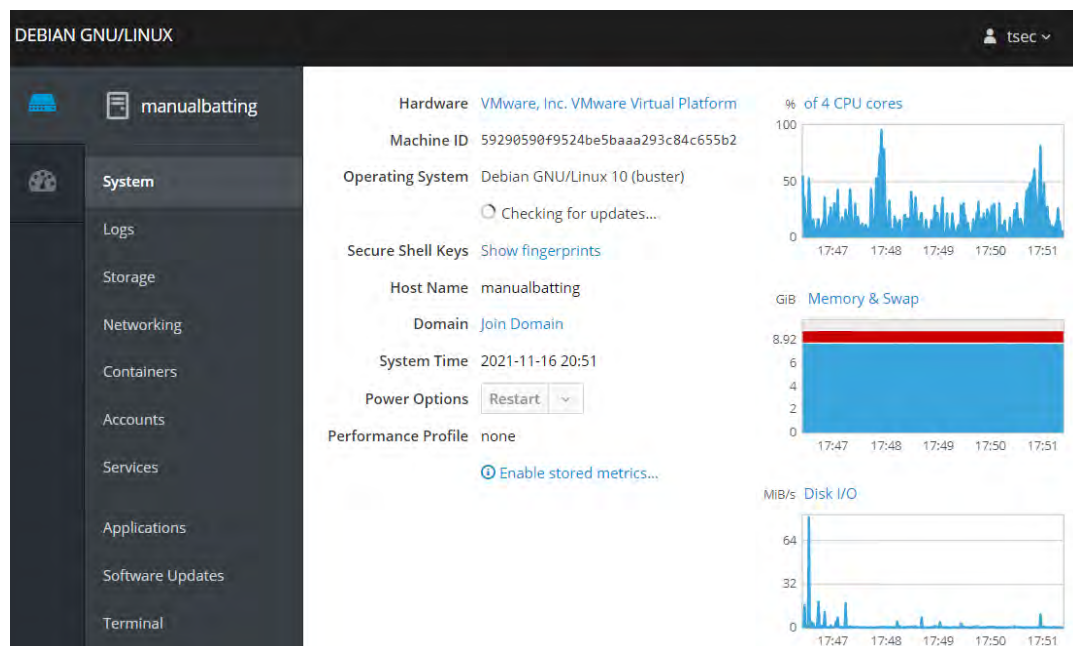 DEBIAN GNU/LINUX
tsec
manualbatting
System
Logs
Storage
Networking
Containers
Accounts
Services
Applications
Software Updates
Terminal
Hardware VMware, Inc. VMware Virtual Platform
Machine ID 59290590f9524be5baaa293c84c655b2
Operating System Debian GNU/Linux 10 (buster)
Checking for updates...
Secure Shell Keys Show fingerprints
Host Name manualbatting
Domain Join Domain
System Time 2021-11-16 20:51
Power Options Restart
Performance Profile none
Enable stored metrics...
% of 4 CPU cores
100
50
0
17:47 17:48 17:49 17:50 17:51
GiB Memory & Swap
8.92
6
4
2
0
17:47 17:48 17:49 17:50 17:51
MiB/s Disk I/O
64
32
0
17:47 17:48 17:49 17:50 17:51